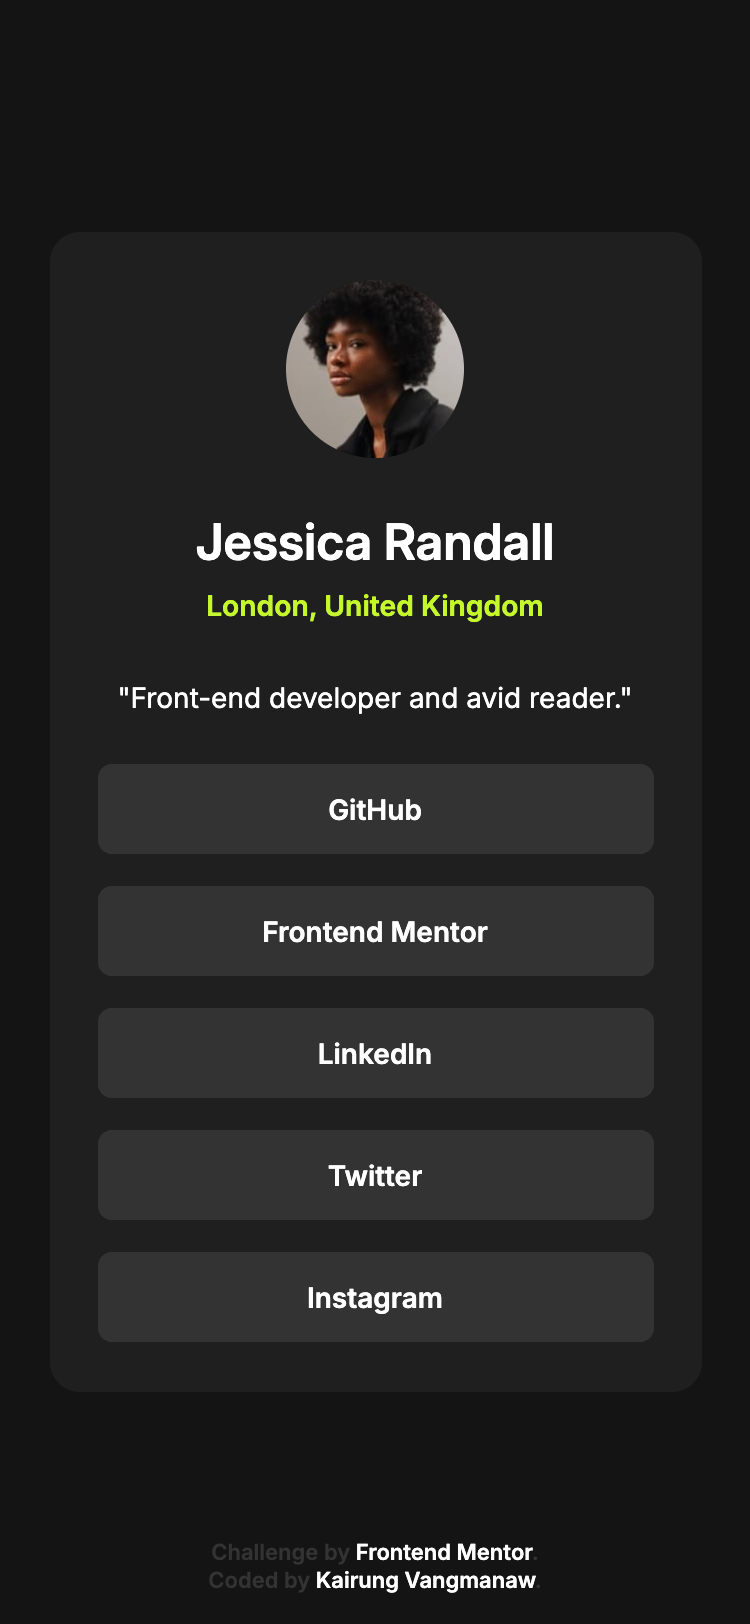 Jessica Randall
London, United Kingdom
"Front-end developer and avid reader."
GitHub
Frontend Mentor
LinkedIn
Twitter
Instagram
Challenge by Frontend Mentor.
Coded by Kairung Vangmanaw.